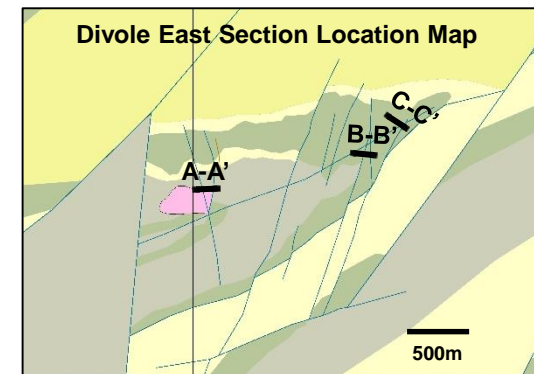 Divole East Section Location Map
C-C'
B-B'
A-A'
500m